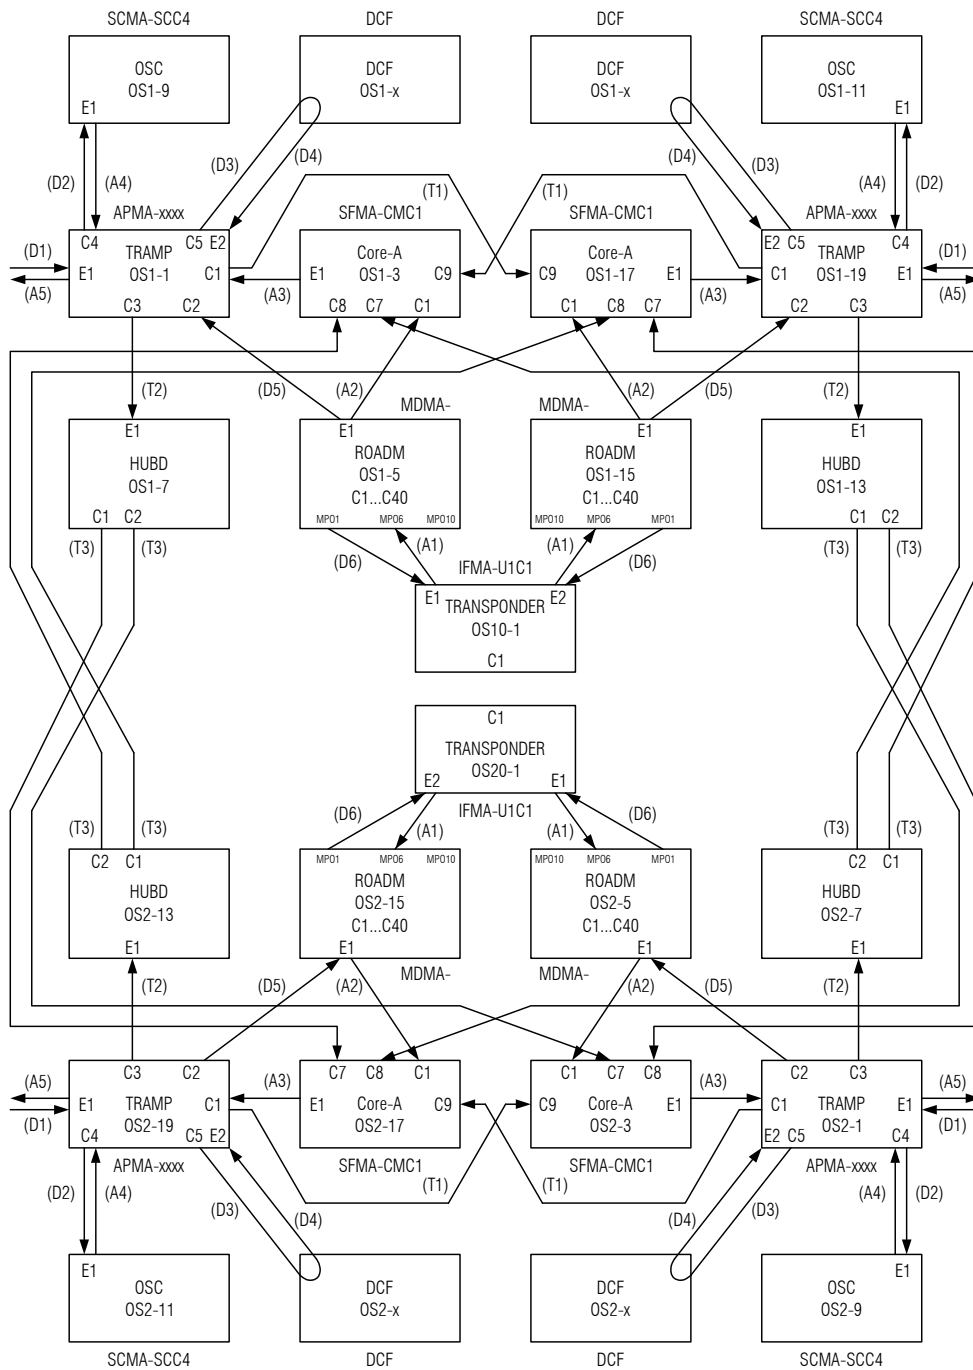 SCMA-SCC4 DCF DCF SCMA-SCC4
OSC DCF DCF OSC
OS1-9 OS1-x OS1-x OS1-11
E1 E1
(D3) (D4) (D4) (D3)
(D2) (A4) (A4) (D2)
(T1) (T1)
APMA-xxxx SFMA-CMC1 SFMA-CMC1 APMA-xxxx
C4 C5 E2 E2 C5 C4
(D1) TRAMP Core-A Core-A TRAMP (D1)
E1 OS1-1 C1 E1 OS1-3 C9 C9 OS1-17 E1 C1 OS1-19 E1
(A5) (A3) (A3) (A5)
C3 C2 C8 C7 C1 C1 C8 C7 C2 C3
(T2) (D5) (A2) (A2) (D5) (T2)
MDMA- MDMA-
E1 E1 E1 E1
HUBD ROADM ROADM HUBD
OS1-7 OS1-5 OS1-15 OS1-13
C1...C40 C1...C40
C1 C2 MP01 MP06 MP010 MP010 MP06 MP01 C1 C2
(T3) (T3) (D6) (A1) (A1) (D6) (T3) (T3)
IFMA-U1C1
E1 E2
TRANSPONDER
OS10-1
C1
C1
TRANSPONDER
OS20-1
E2 E1
IFMA-U1C1
(T3) (T3) (D6) (A1) (A1) (D6) (T3) (T3)
C2 C1 MP01 MP06 MP010 MP010 MP06 MP01 C2 C1
HUBD ROADM ROADM HUBD
OS2-13 OS2-15 OS2-5 OS2-7
C1...C40 C1...C40
E1 E1 E1 E1
MDMA- MDMA-
(T2) (D5) (A2) (A2) (D5) (T2)
C3 C2 C7 C8 C1 C1 C7 C8 C2 C3
(A5) (A3) (A3) (A5)
E1 TRAMP C1 E1 Core-A C9 C9 Core-A E1 C1 TRAMP E1
(D1) OS2-19 OS2-17 OS2-3 OS2-1 (D1)
C4 C5 E2 E2 C5 C4
APMA-xxxx SFMA-CMC1 SFMA-CMC1 APMA-xxxx
(T1) (T1)
(D2) (A4) (A4) (D2)
(D3) (D4) (D4) (D3)
E1 E1
OSC DCF DCF OSC
OS2-11 OS2-x OS2-x OS2-9
SCMA-SCC4 DCF DCF SCMA-SCC4